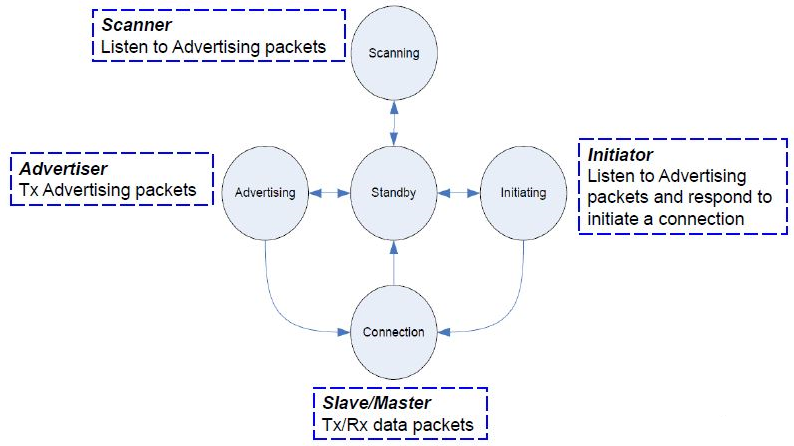 Scanner
Listen to Advertising packets
Scanning
Advertiser
Tx Advertising packets
Advertising
Standby
Initiating
Initiator
Listen to Advertising
packets and respond to
initiate a connection
Connection
Slave/Master
Tx/Rx data packets